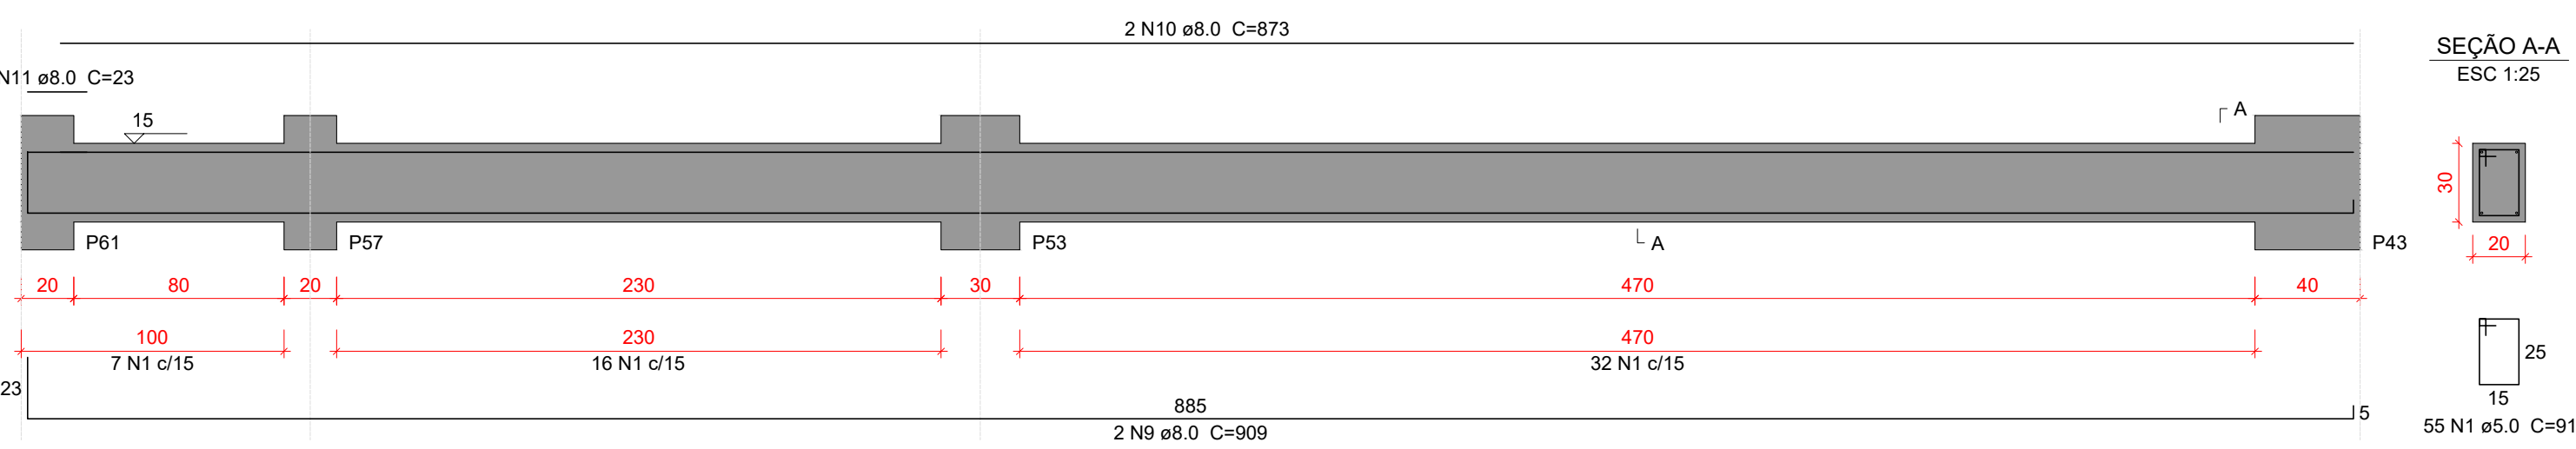 2 N10 ø8.0 C=873
SEÇÃO A-A
ESC 1:25
N11 ø8.0 C=23
15
A
30
20
P61
P57
P53
A
P43
20
80
20
230
30
470
40
100
230
470
7 N1 c/15
16 N1 c/15
32 N1 c/15
25
15
23
885
5
2 N9 ø8.0 C=909
55 N1 ø5.0 C=91